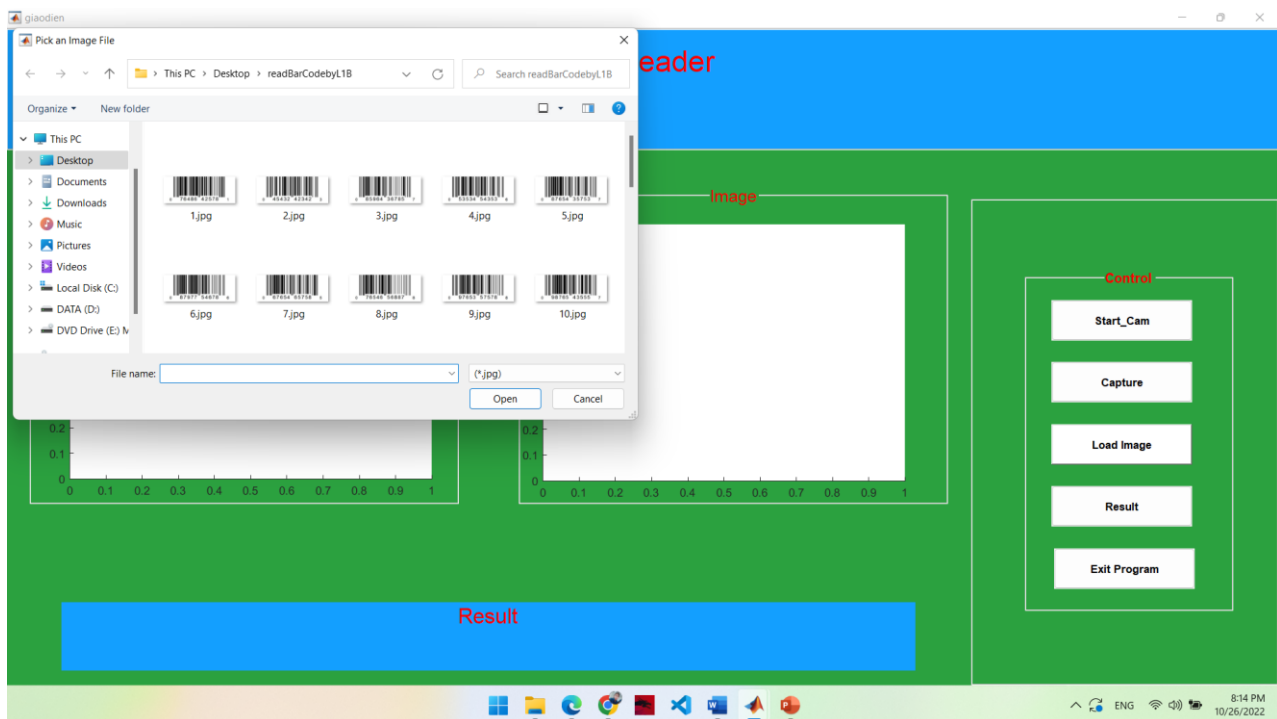 giaodien
Pick an Image File
eader
This PC > Desktop > readBarCodebyL1B
Search readBarCodebyL1B
Organize
New folder
This PC
Desktop
Documents
Downloads
Music
Pictures
Videos
Local Disk (C:)
DATA (D:)
DVD Drive (E:) M
1.jpg
2.jpg
3.jpg
4.jpg
5.jpg
6.jpg
7.jpg
8.jpg
9.jpg
10.jpg
File name:
(*.jpg)
Open
Cancel
Image
0.2
0.1
0
0 0.1 0.2 0.3 0.4 0.5 0.6 0.7 0.8 0.9 1
0.2
0.1
0
0 0.1 0.2 0.3 0.4 0.5 0.6 0.7 0.8 0.9 1
Control
Start_Cam
Capture
Load Image
Result
Exit Program
Result
ENG
8:14 PM
10/26/2022